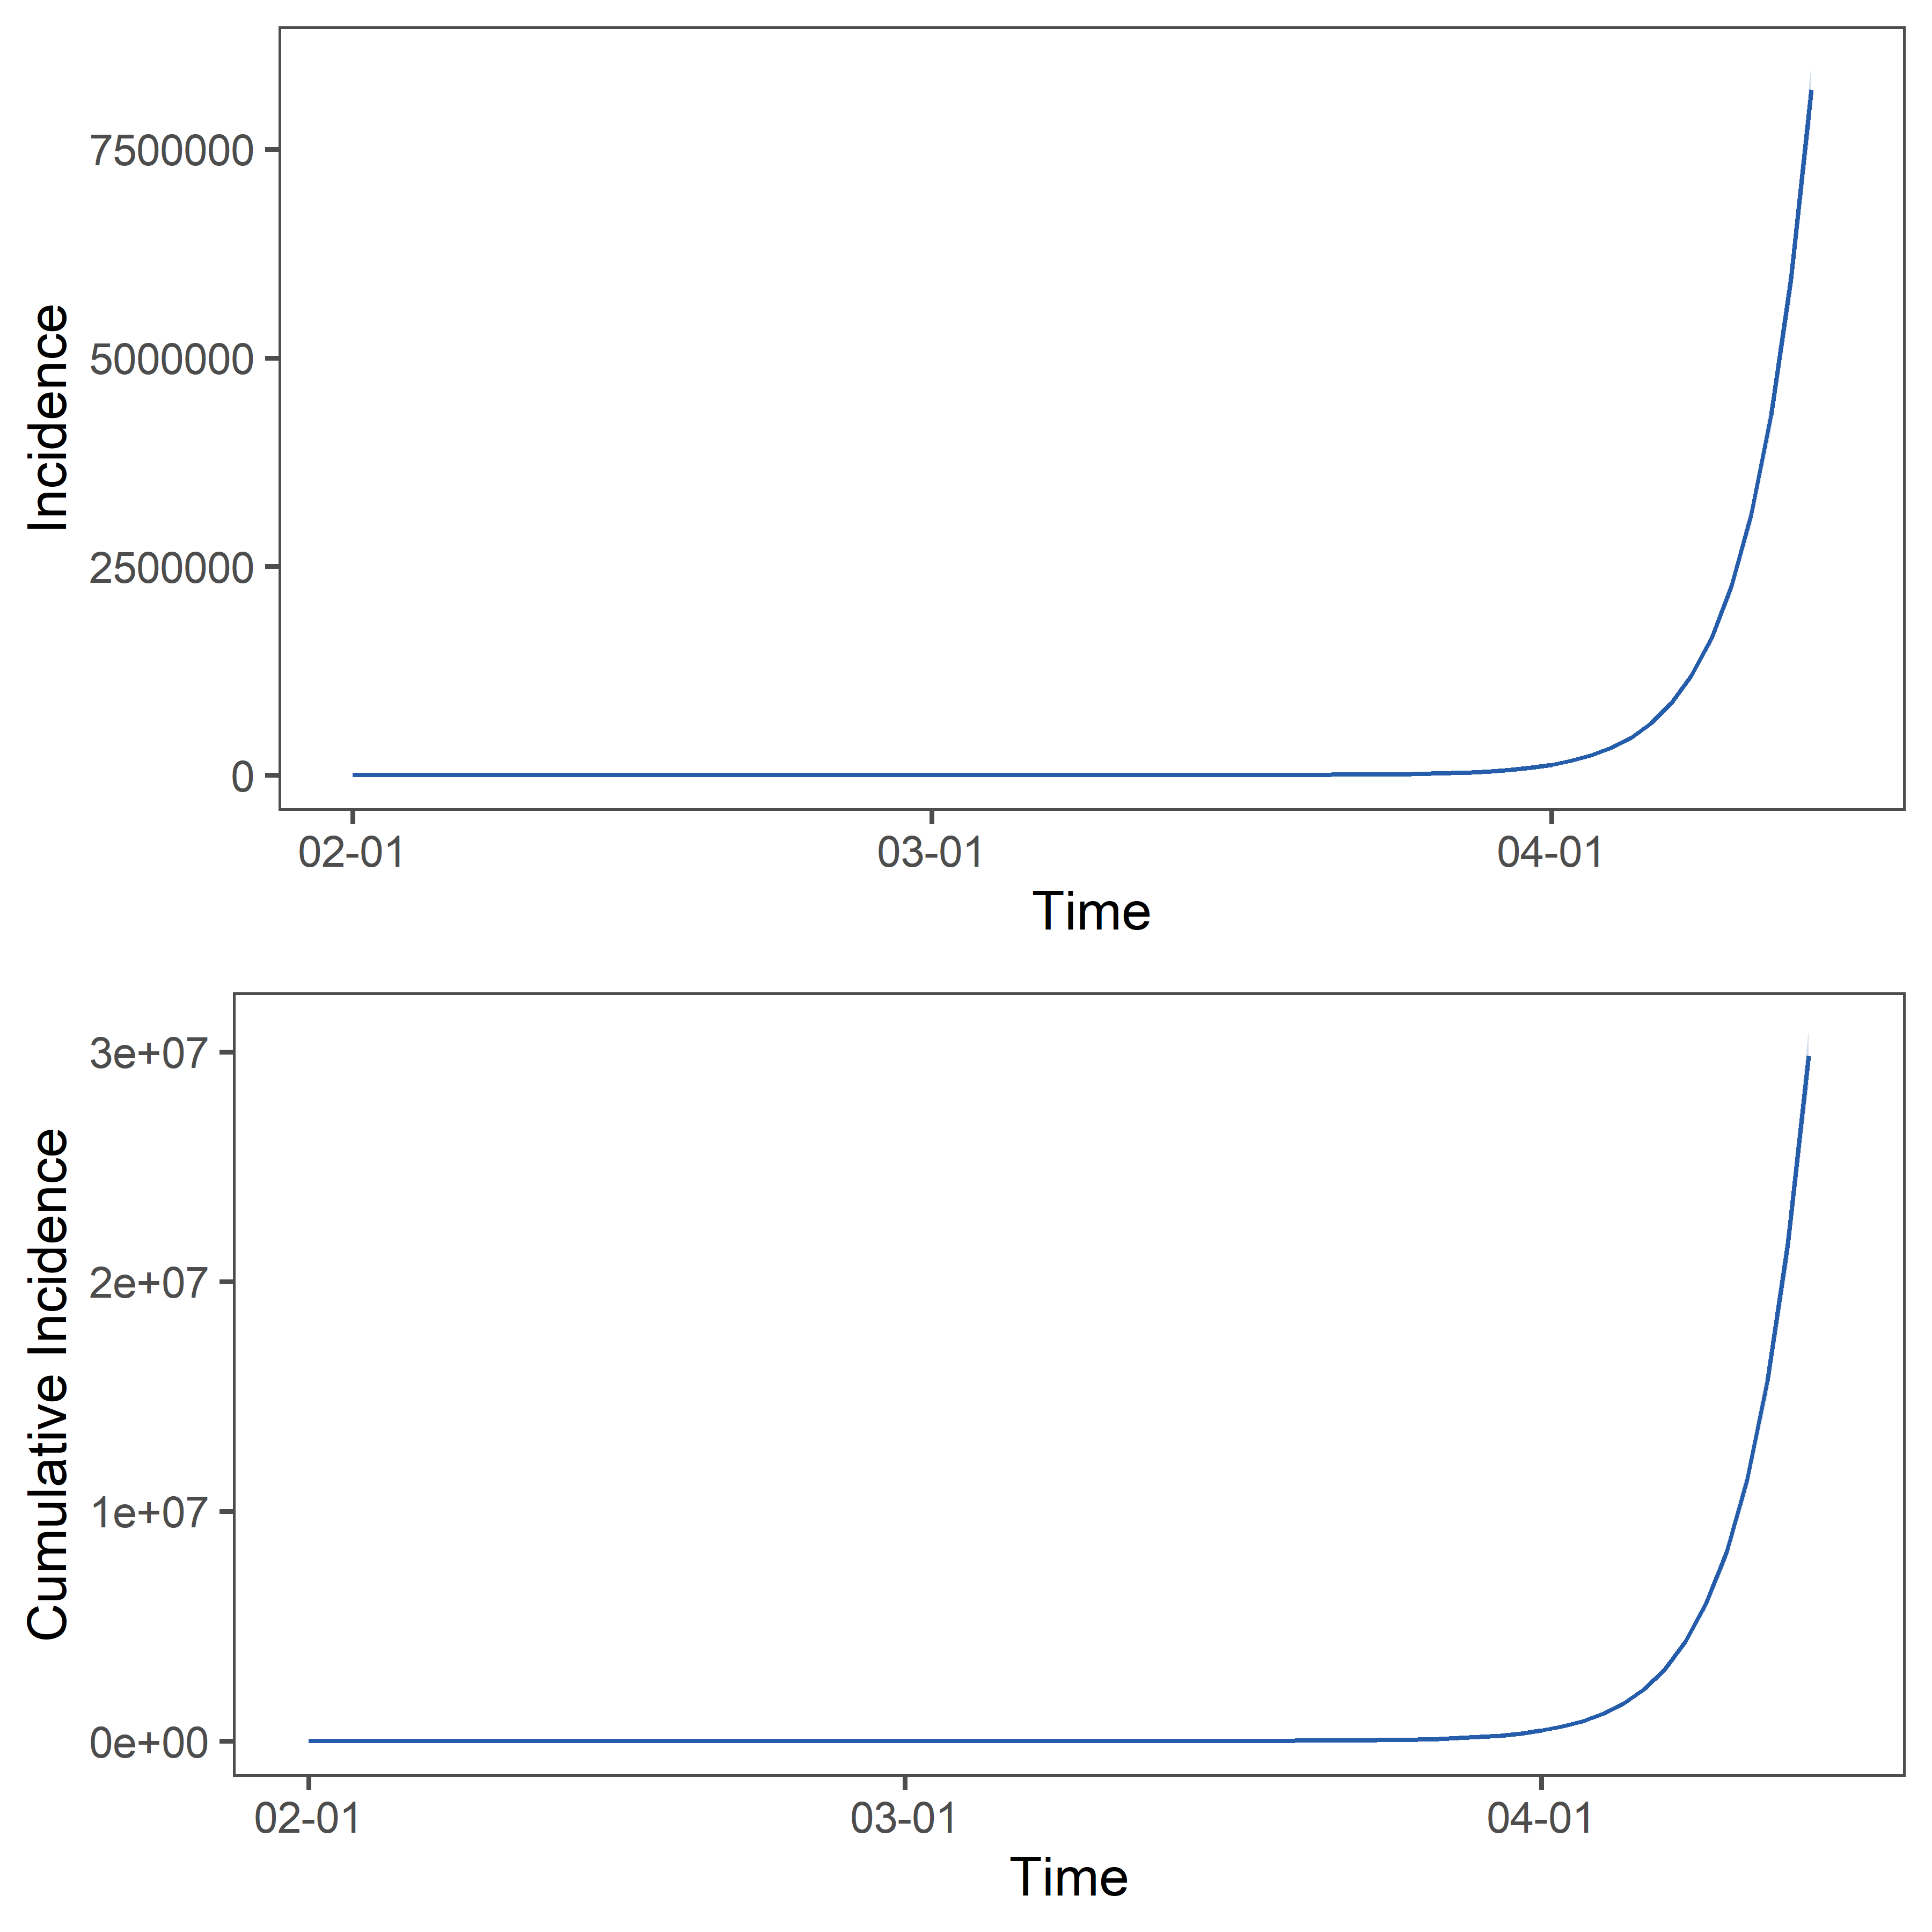 Incidence
7500000
5000000
2500000
0
02-01 03-01 04-01
Time
Cumulative Incidence
3e+07
2e+07
1e+07
0e+00
02-01 03-01 04-01
Time